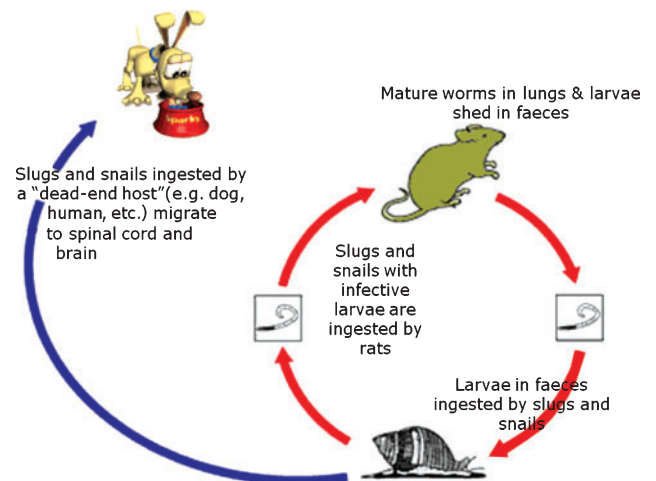 Sparky
Mature worms in lungs & larvae
shed in faeces
Slugs and snails ingested by
a “dead-end host”(e.g. dog,
human, etc.) migrate
to spinal cord and
brain
Slugs and
snails with
infective
larvae are
ingested by
rats
Larvae in faeces
ingested by slugs and
snails